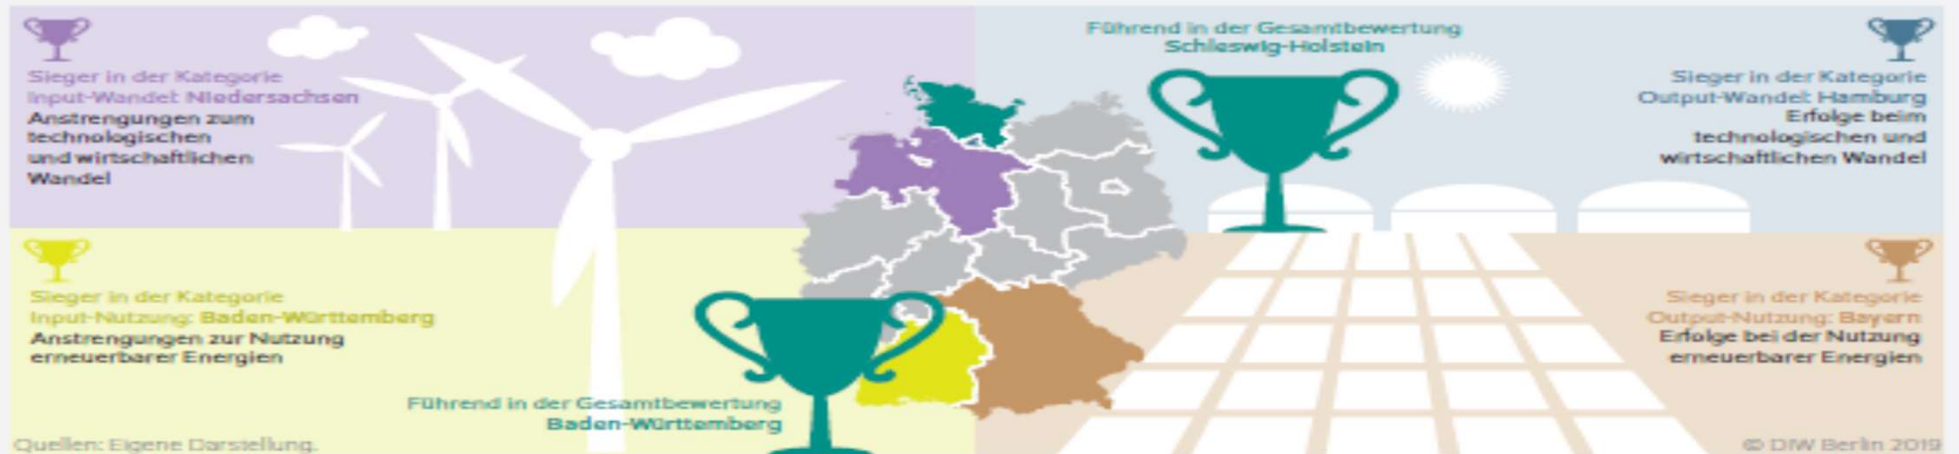 Sieger in der Kategorie
Input-Wandel: Niedersachsen
Anstrengungen zum
technologischen
und wirtschaftlichen
Wandel
Führend in der Gesamtbewertung
Schleswig-Holstein
Sieger in der Kategorie
Output-Wandel: Hamburg
Erfolge beim
technologischen und
wirtschaftlichen Wandel
Sieger in der Kategorie
Input-Nutzung: Baden-Württemberg
Anstrengungen zur Nutzung
erneuerbarer Energien
Führend in der Gesamtbewertung
Baden-Württemberg
Sieger in der Kategorie
Output-Nutzung: Bayern
Erfolge bei der Nutzung
erneuerbarer Energien
Quellen: Eigene Darstellung.
© DIW Berlin 2019